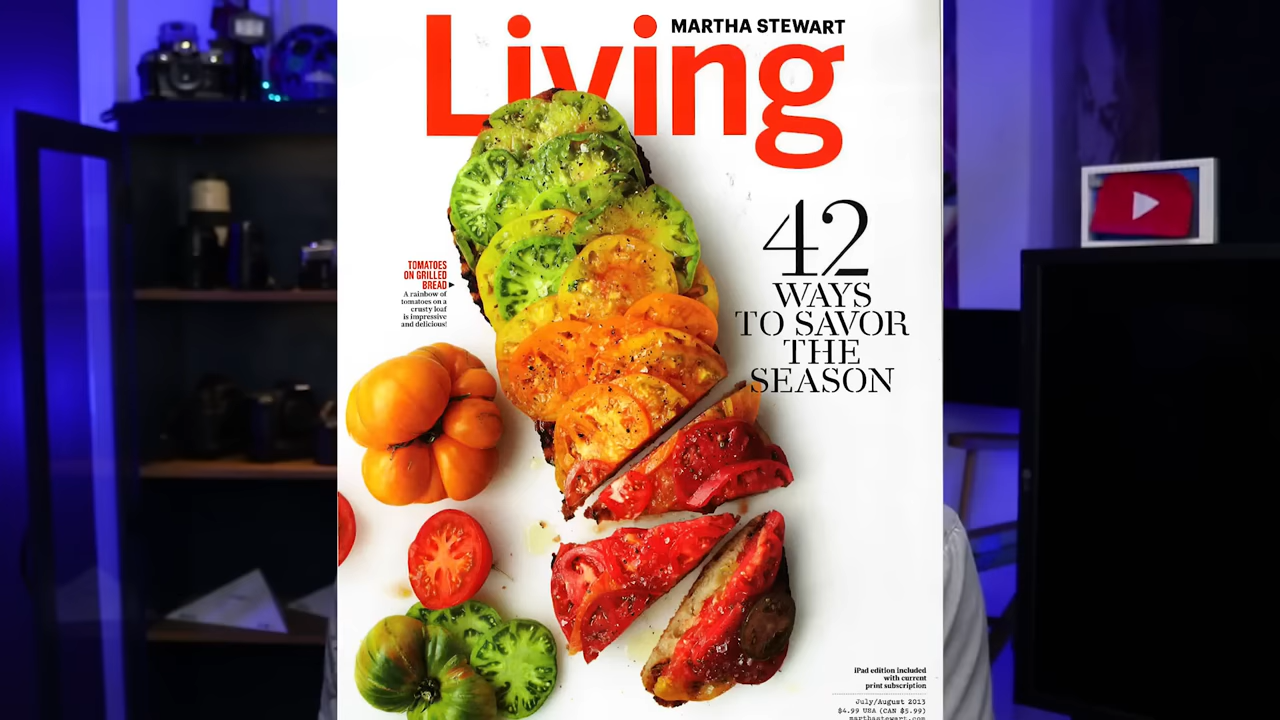 MARTHA STEWART
Living
42
WAYS
TO SAVOR
THE
SEASON
TOMATOES
ON GRILLED
BREAD
A rainbow of
tomatoes on a
crusty loaf
is impressive
and delicious!
iPad edition included
with current
print subscription
July/August 2013
$4.99 USA (CAN $5.99)
marthastewart.com